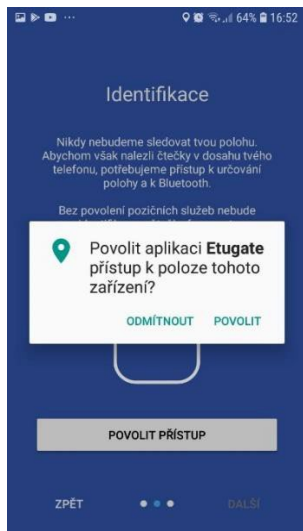 64% 16:52
Identifikace
Nikdy nebudeme sledovat tvou polohu.
Abychom však nalezli čtečky v dosahu tvého
telefonu, potřebujeme přístup k určování
polohy a k Bluetooth.
Bez povolení pozičních služeb nebude
Povolit aplikaci Etugate
přístup k poloze tohoto
zařízení?
ODMÍTNOUT POVOLIT
POVOLIT PŘÍSTUP
ZPĚT DALŠÍ